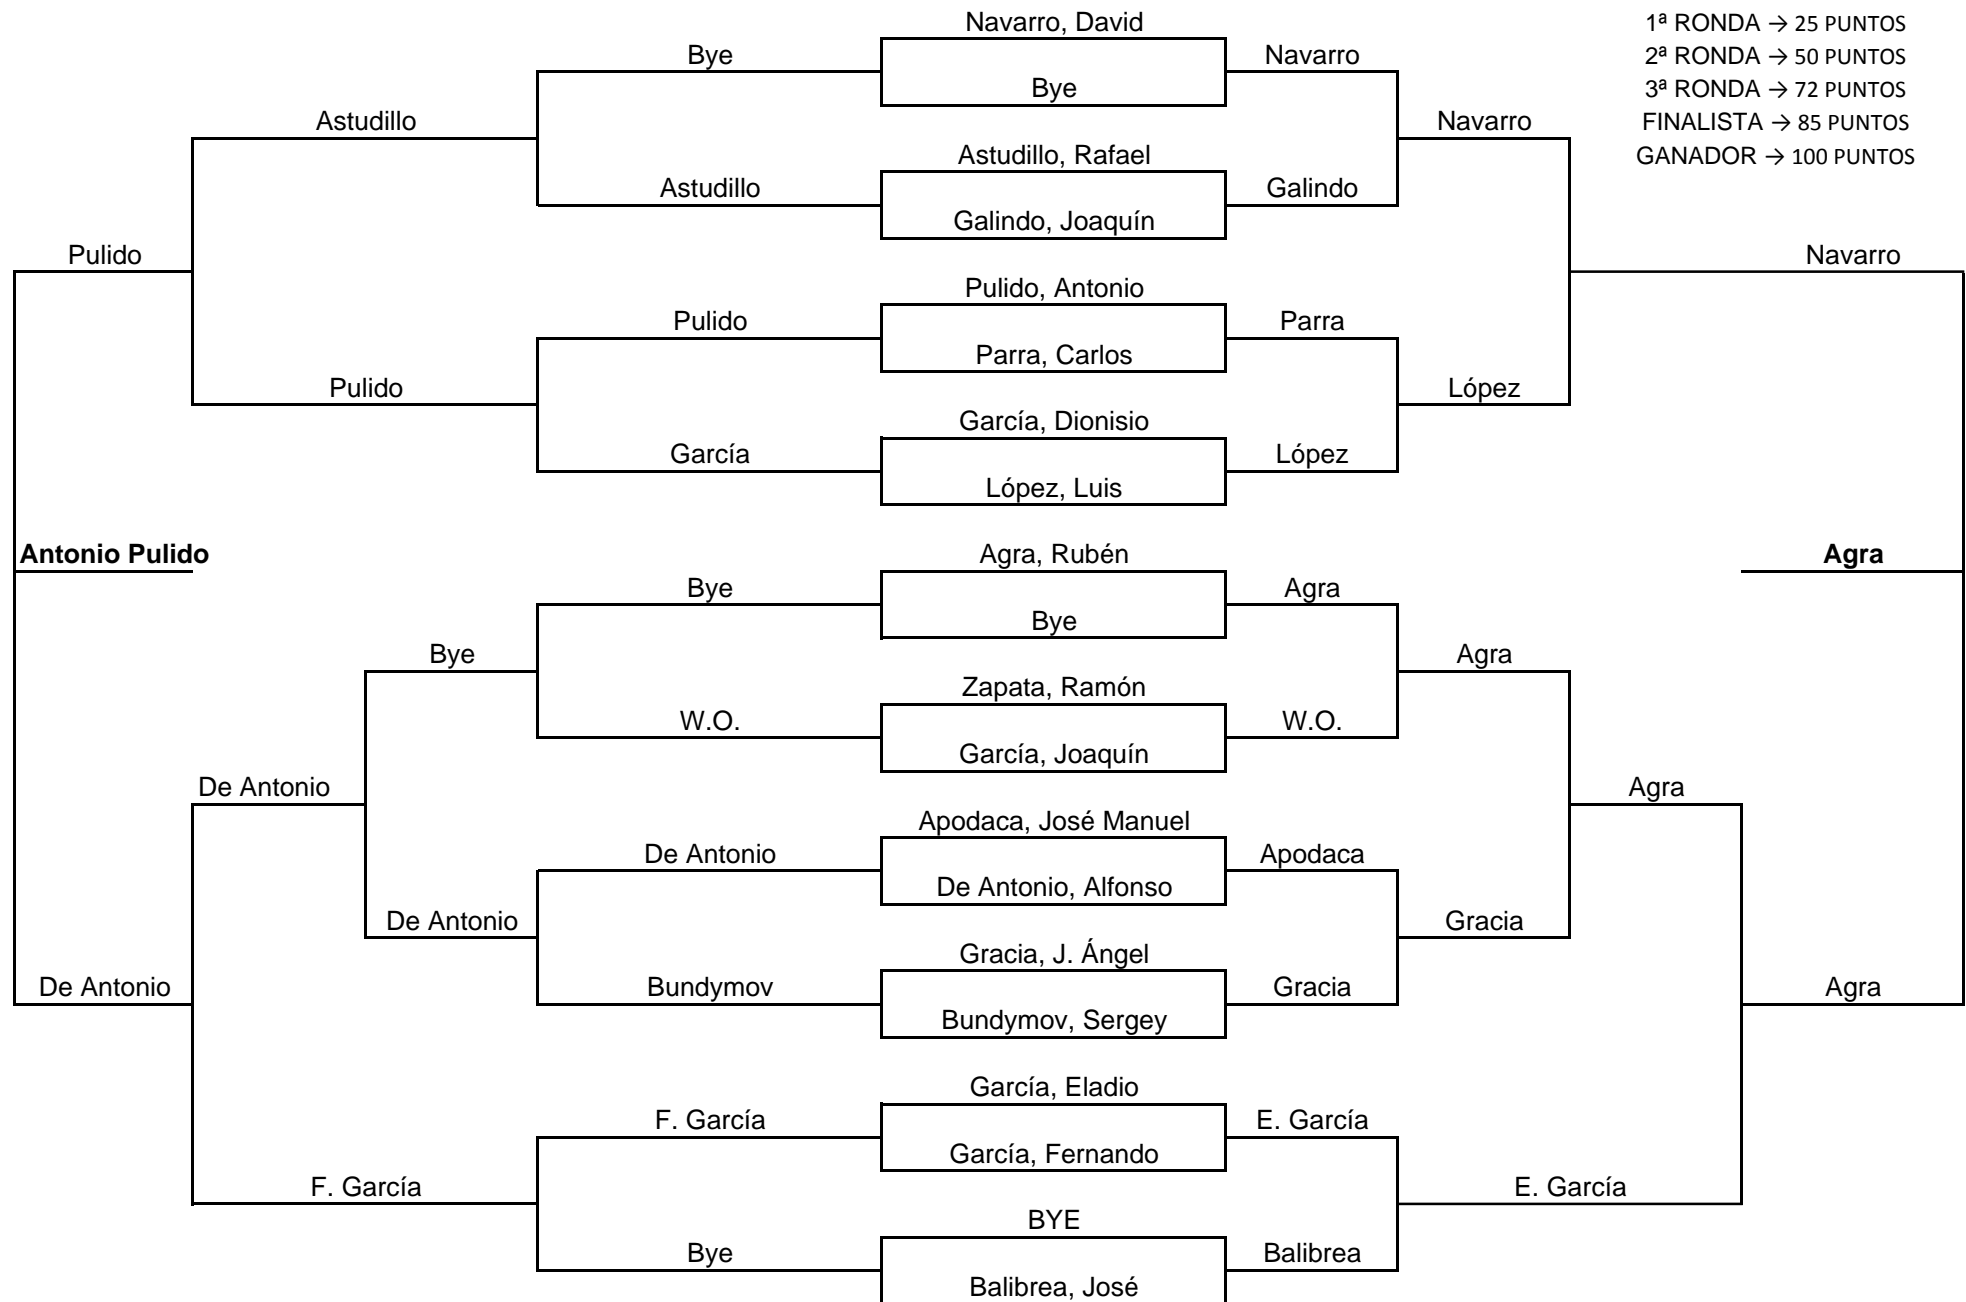 Navarro, David
1ª RONDA → 25 PUNTOS
Bye
Navarro
2ª RONDA → 50 PUNTOS
Bye
3ª RONDA → 72 PUNTOS
Astudillo
Navarro
FINALISTA → 85 PUNTOS
Astudillo, Rafael
GANADOR → 100 PUNTOS
Astudillo
Galindo
Galindo, Joaquín
Pulido
Navarro
Pulido, Antonio
Pulido
Parra
Parra, Carlos
Pulido
López
García, Dionisio
García
López
López, Luis
Antonio Pulido
Agra, Rubén
Agra
Bye
Agra
Bye
Bye
Agra
Zapata, Ramón
W.O.
W.O.
García, Joaquín
De Antonio
Agra
Apodaca, José Manuel
De Antonio
Apodaca
De Antonio, Alfonso
De Antonio
Gracia
Gracia, J. Ángel
De Antonio
Bundymov
Gracia
Agra
Bundymov, Sergey
García, Eladio
F. García
E. García
García, Fernando
F. García
E. García
BYE
Bye
Balibrea
Balibrea, José